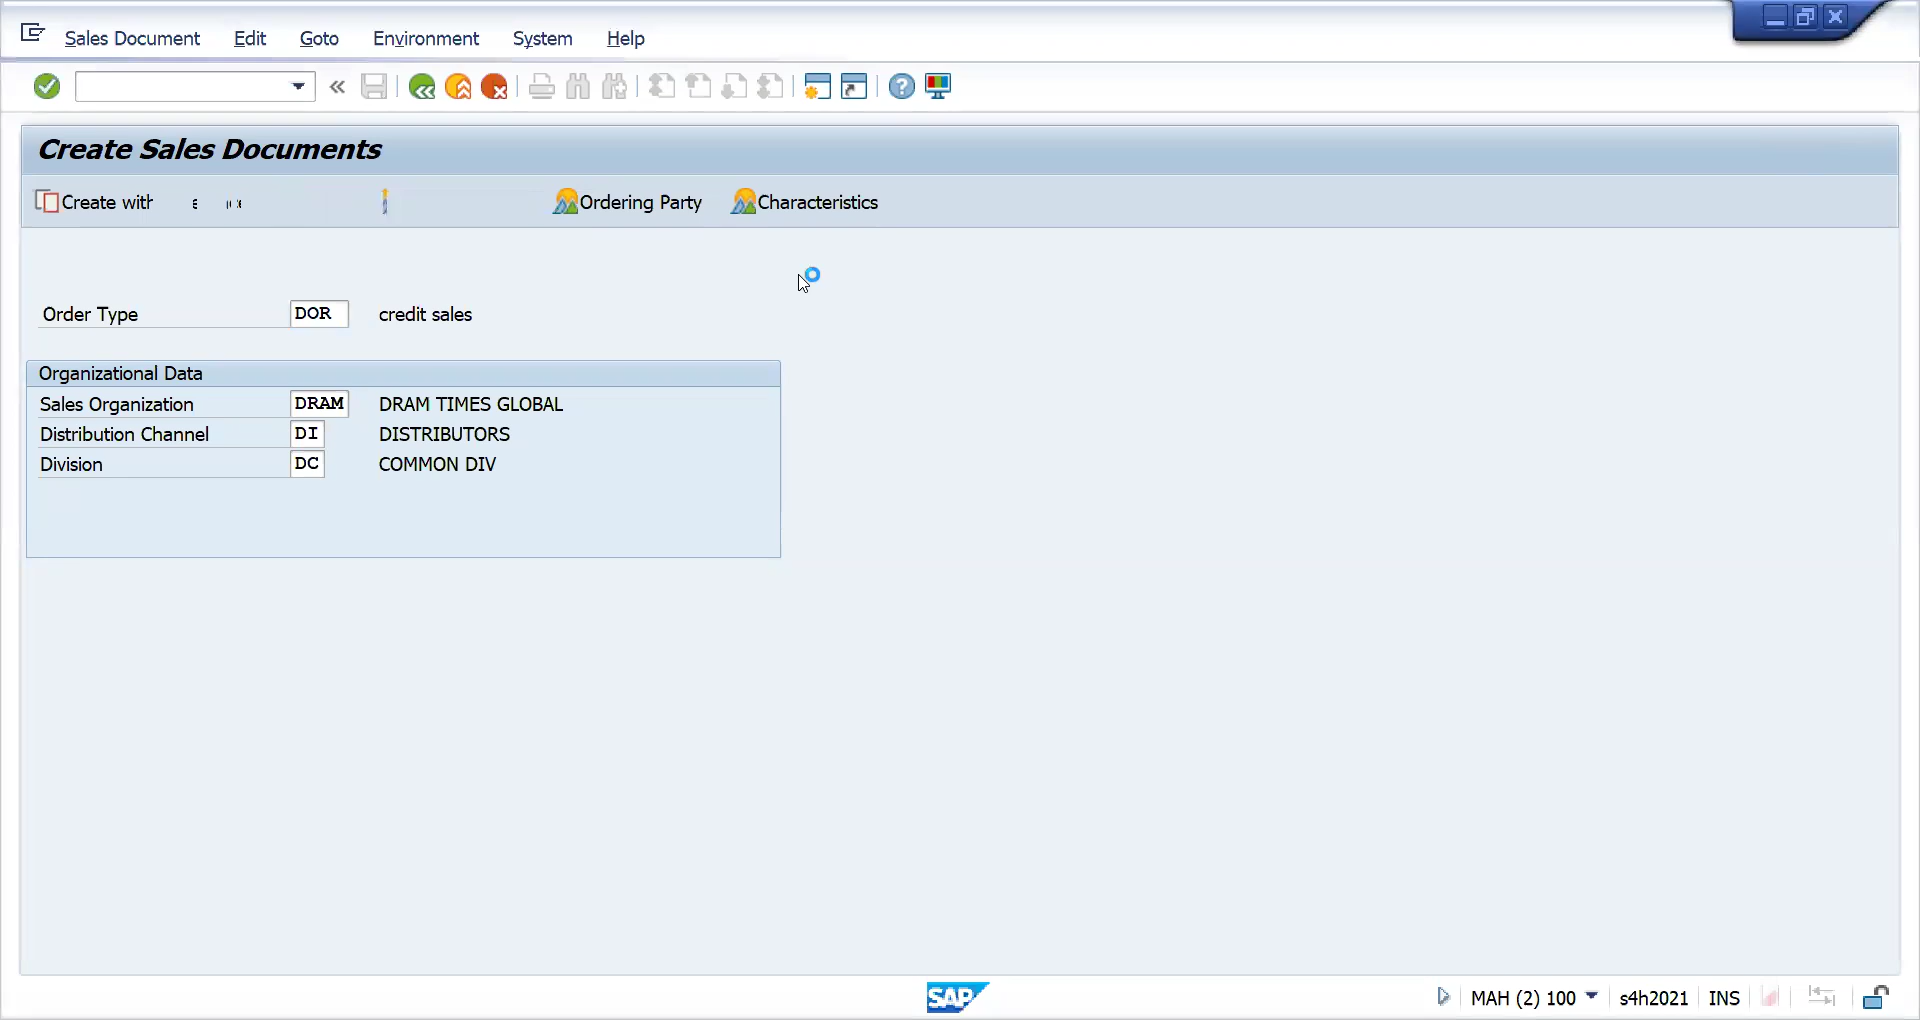 Sales Document Edit Goto Environment System Help
Create Sales Documents
Create with Ordering Party Characteristics
Order Type DOR credit sales
Organizational Data
Sales Organization DRAM DRAM TIMES GLOBAL
Distribution Channel DI DISTRIBUTORS
Division DC COMMON DIV
SAP MAH (2) 100 s4h2021 INS